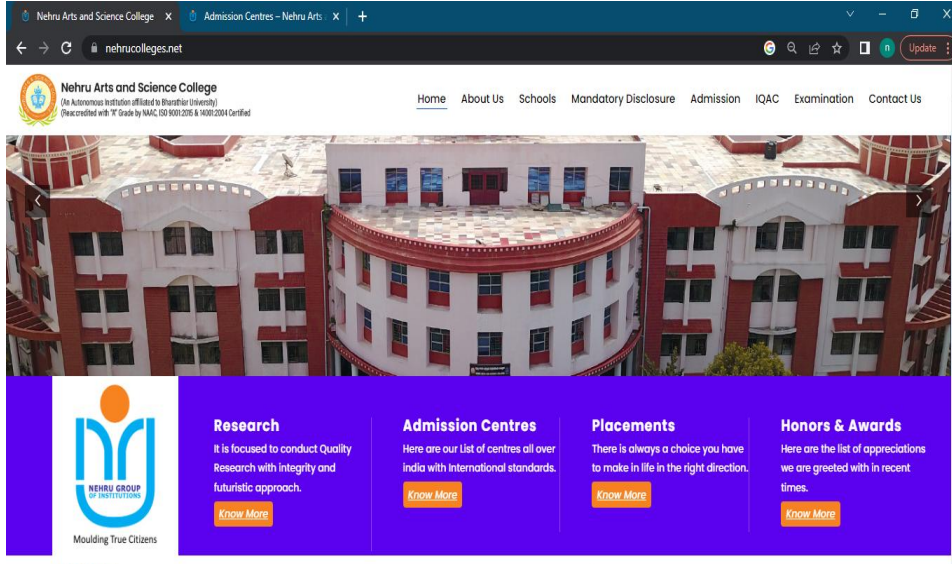 Nehru Arts and Science College
Admission Centres – Nehru Arts
nehrucolleges.net
Update
Nehru Arts and Science College
(An Autonomous Institution affiliated to Bharathiar University)
(Reaccredited with "A" Grade by NAAC, ISO 9001:2015 & 14001:2004 Certified
Home About Us Schools Mandatory Disclosure Admission IQAC Examination Contact Us
NEHRU GROUP
OF INSTITUTIONS
Moulding True Citizens
Research
It is focused to conduct Quality
Research with integrity and
futuristic approach.
Know More
Admission Centres
Here are our List of centres all over
india with International standards.
Know More
Placements
There is always a choice you have
to make in life in the right direction.
Know More
Honors & Awards
Here are the list of appreciations
we are greeted with in recent
times.
Know More